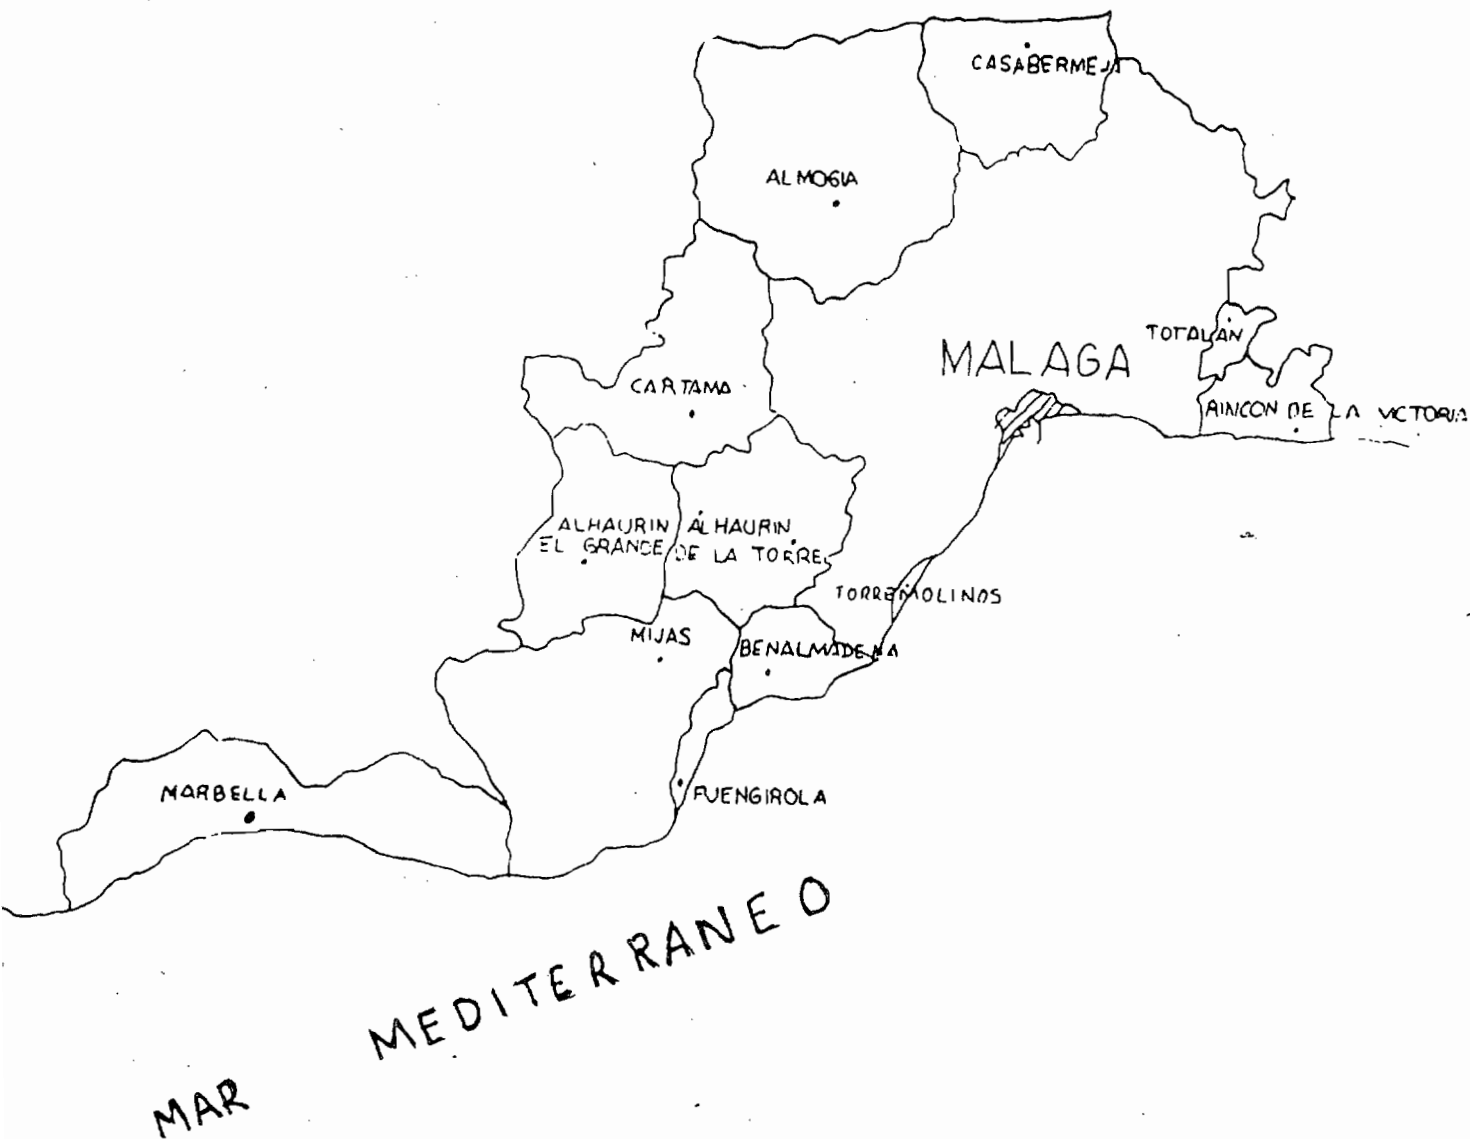 CASABERMEJA
ALMOGIA
TOTALAN
MALAGA
CARTAMA
RINCON DE LA VICTORIA
ALHAURIN
EL GRANDE
ALHAURIN
DE LA TORRE
TORREMOLINOS
MIJAS
BENALMADENA
MARBELLA
FUENGIROLA
MAR MEDITERRANEO